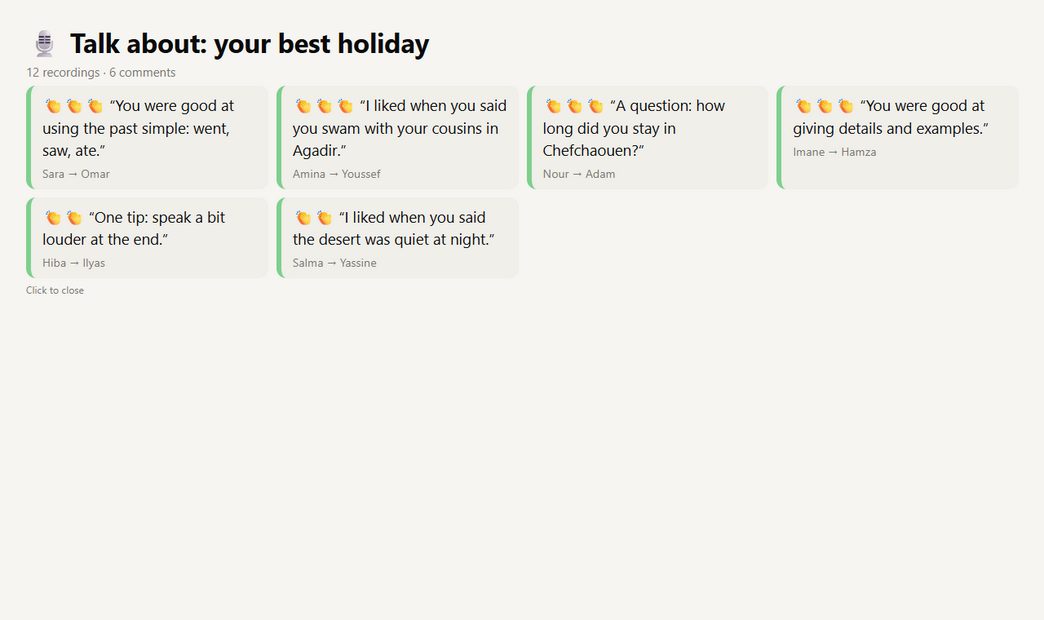 Talk about: your best holiday
12 recordings · 6 comments
👏 👏 👏 “You were good at
using the past simple: went,
saw, ate.”
Sara → Omar
👏 👏 👏 “I liked when you said
you swam with your cousins in
Agadir.”
Amina → Youssef
👏 👏 👏 “A question: how
long did you stay in
Chefchaouen?”
Nour → Adam
👏 👏 👏 “You were good at
giving details and examples.”
Imane → Hamza
👏 👏 “One tip: speak a bit
louder at the end.”
Hiba → Ilyas
👏 👏 “I liked when you said
the desert was quiet at night.”
Salma → Yassine
Click to close